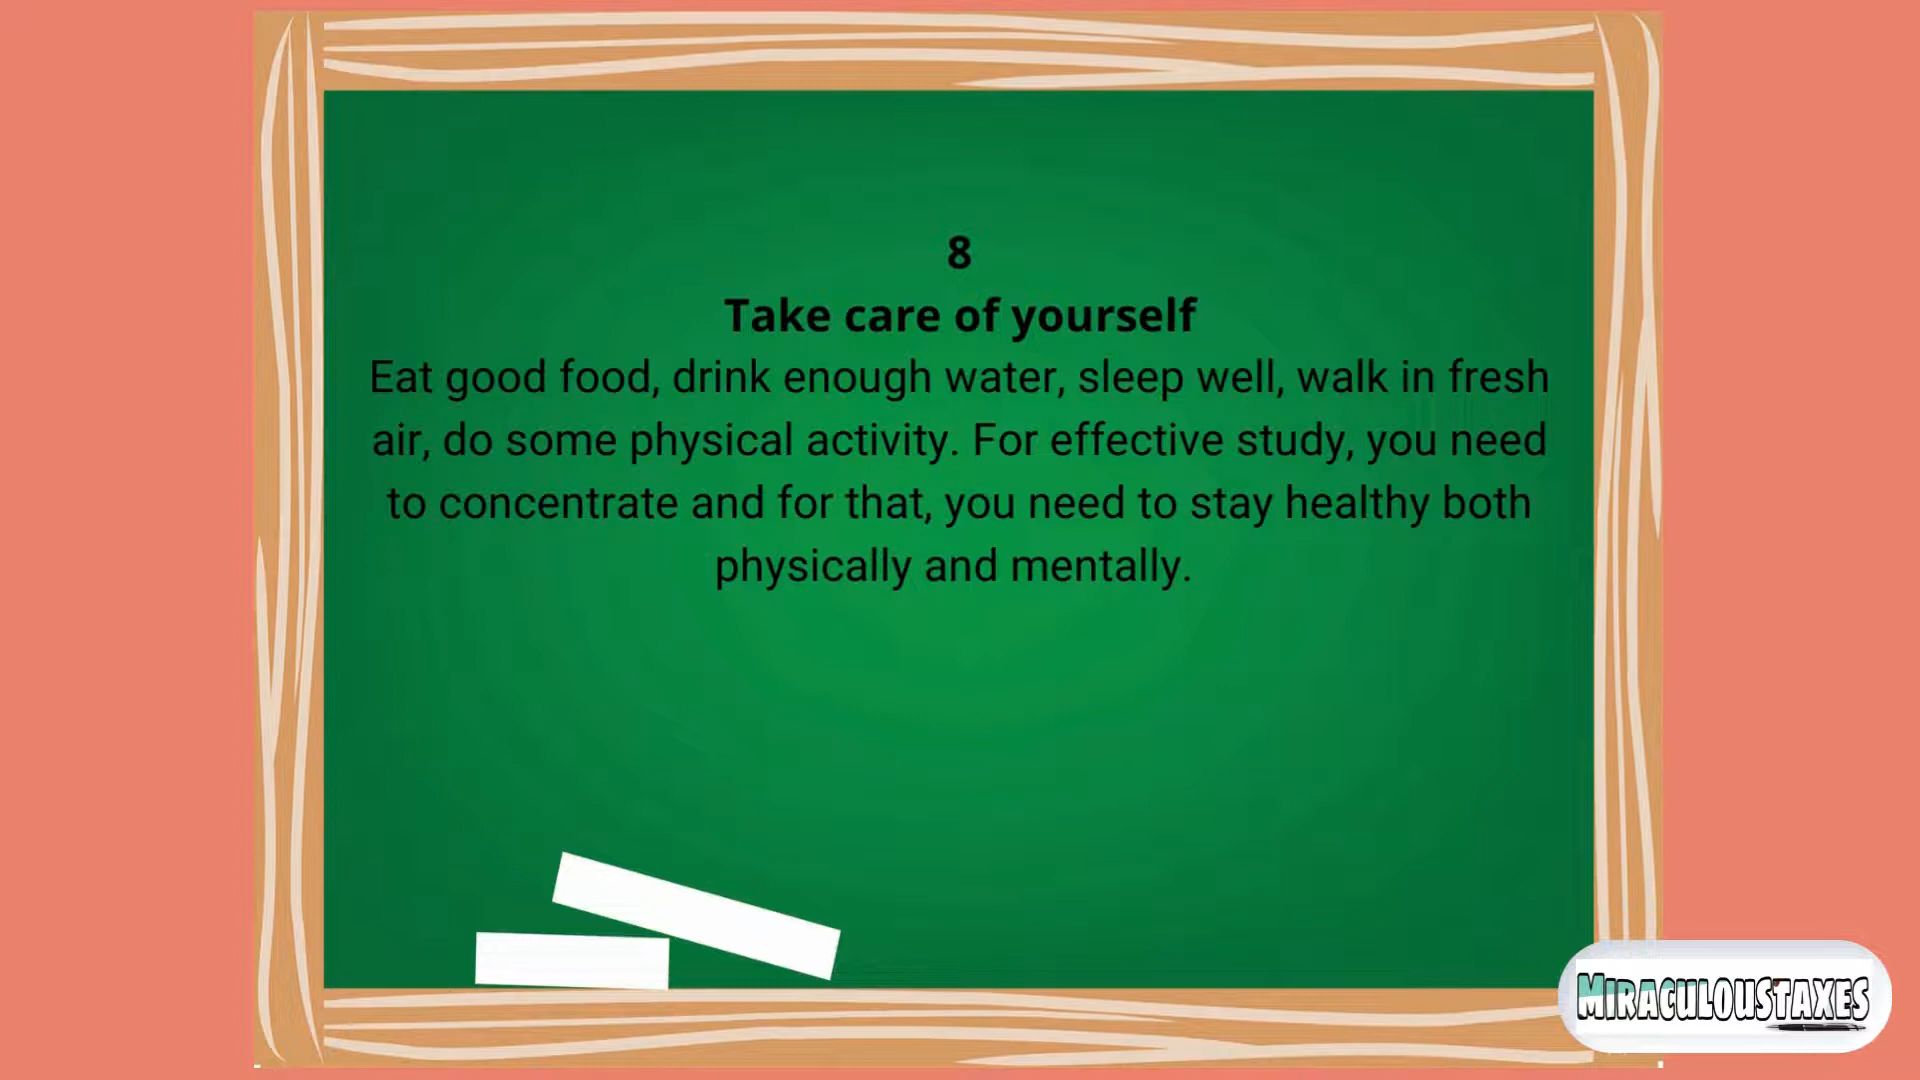 8
Take care of yourself
Eat good food, drink enough water, sleep well, walk in fresh
air, do some physical activity. For effective study, you need
to concentrate and for that, you need to stay healthy both
physically and mentally.
MIRACULOUSTAXES